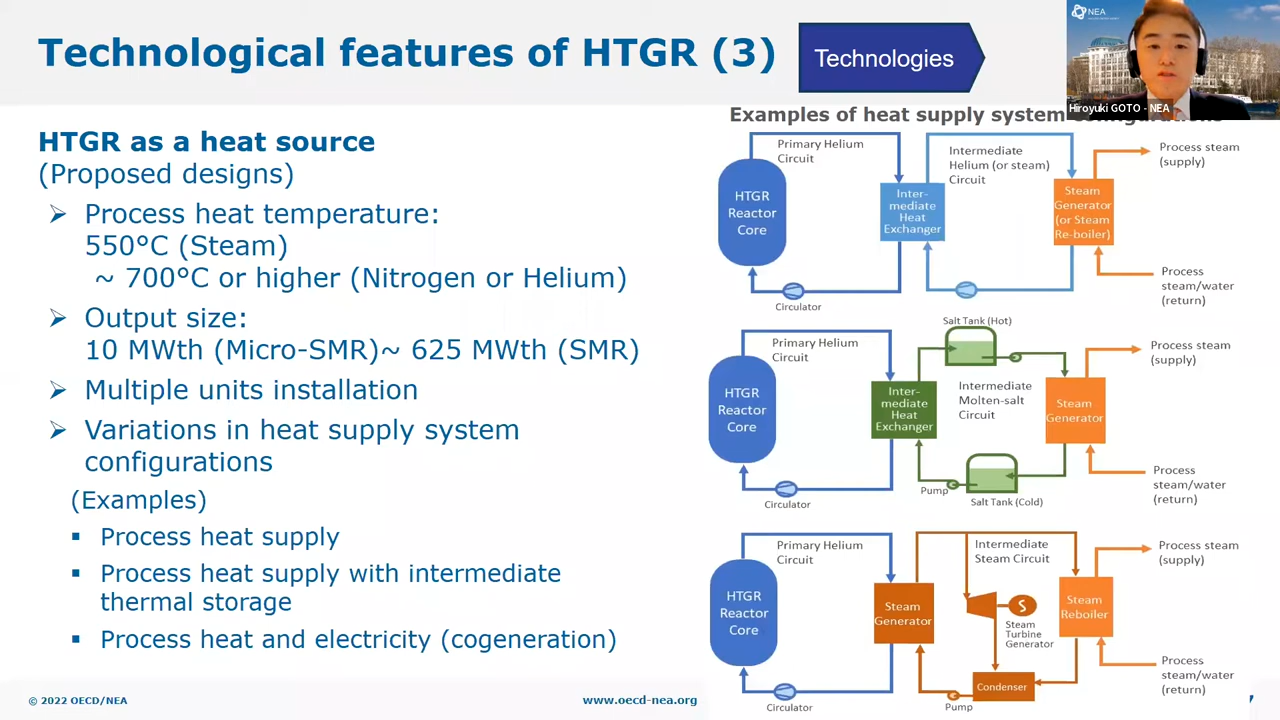 Technological features of HTGR (3)
Technologies
NEA
Hiroyuki GOTO - NEA
HTGR as a heat source
(Proposed designs)
➢ Process heat temperature:
550°C (Steam)
~ 700°C or higher (Nitrogen or Helium)
➢ Output size:
10 MWth (Micro-SMR)~ 625 MWth (SMR)
➢ Multiple units installation
➢ Variations in heat supply system
configurations
(Examples)
▪ Process heat supply
▪ Process heat supply with intermediate
thermal storage
▪ Process heat and electricity (cogeneration)
Examples of heat supply system
Primary Helium
Circuit
HTGR
Reactor
Core
Circulator
Inter-
mediate
Heat
Exchanger
Intermediate
Helium (or steam)
Circuit
Steam
Generator
(or Steam
Re-boiler)
Process steam
(supply)
Process
steam/water
(return)
Primary Helium
Circuit
HTGR
Reactor
Core
Circulator
Inter-
mediate
Heat
Exchanger
Salt Tank (Hot)
Intermediate
Molten-salt
Circuit
Pump
Salt Tank (Cold)
Steam
Generator
Process steam
(supply)
Process
steam/water
(return)
Primary Helium
Circuit
HTGR
Reactor
Core
Circulator
Steam
Generator
Intermediate
Steam Circuit
S
Steam
Turbine
Generator
Condenser
Pump
Steam
Reboiler
Process steam
(supply)
Process
steam/water
(return)
© 2022 OECD/NEA
www.oecd-nea.org